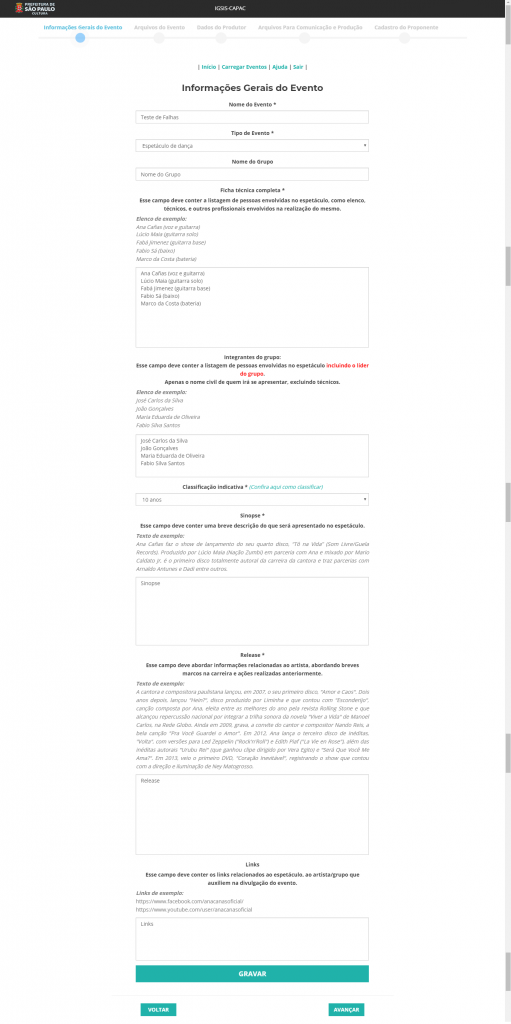 PREFEITURA DE
SÃO PAULO
CULTURA
IGSIS-CAPAC
Informações Gerais do Evento
Arquivos do Evento
Dados do Produtor
Arquivos Para Comunicação e Produção
Cadastro do Proponente
| Início | Carregar Eventos | Ajuda | Sair |
Informações Gerais do Evento
Nome do Evento *
Teste de Falhas
Tipo de Evento *
Espetáculo de dança
Nome do Grupo
Nome do Grupo
Ficha técnica completa *
Esse campo deve conter a listagem de pessoas envolvidas no espetáculo, como elenco,
técnicos, e outros profissionais envolvidos na realização do mesmo.
Elenco de exemplo:
Ana Cañas (voz e guitarra)
Lúcio Maia (guitarra solo)
Fabá Jimenez (guitarra base)
Fabio Sá (baixo)
Marco da Costa (bateria)
Ana Cañas (voz e guitarra)
Lúcio Maia (guitarra solo)
Fabá Jimenez (guitarra base)
Fabio Sá (baixo)
Marco da Costa (bateria)
Integrantes do grupo:
Esse campo deve conter a listagem de pessoas envolvidas no espetáculo incluindo o líder
do grupo.
Apenas o nome civil de quem irá se apresentar, excluindo técnicos.
Elenco de exemplo:
José Carlos da Silva
João Gonçalves
Maria Eduarda de Oliveira
Fabio Silva Santos
José Carlos da Silva
João Gonçalves
Maria Eduarda de Oliveira
Fabio Silva Santos
Classificação indicativa * (Confira aqui como classificar)
10 anos
Sinopse *
Esse campo deve conter uma breve descrição do que será apresentado no espetáculo.
Texto de exemplo:
Ana Cañas faz o show de lançamento do seu quarto disco, "Tô na Vida" (Som Livre/Guela
Records). Produzido por Lúcio Maia (Nação Zumbi) em parceria com Ana e mixado por Mario
Caldato Jr, é o primeiro disco totalmente autoral da carreira da cantora e traz parcerias com
Arnaldo Antunes e Dadi entre outros.
Sinopse
Release *
Esse campo deve abordar informações relacionadas ao artista, abordando breves
marcos na carreira e ações realizadas anteriormente.
Texto de exemplo:
A cantora e compositora paulistana lançou, em 2007, o seu primeiro disco, "Amor e Caos". Dois
anos depois, lançou "Hein?", disco produzido por Liminha e que contou com "Esconderijo",
canção composta por Ana, eleita entre as melhores do ano pela revista Rolling Stone e que
alcançou repercussão nacional por integrar a trilha sonora da novela "Viver a Vida" de Manoel
Carlos, na Rede Globo. Ainda em 2009, grava, a convite do cantor e compositor Nando Reis, a
bela canção "Pra Você Guardei o Amor". Em 2012, Ana lança o terceiro disco de inéditas,
"Volta", com versões para Led Zeppelin ("Rock'n'Roll") e Edith Piaf ("La Vie en Rose"), além das
inéditas autorais "Urubu Rei" (que ganhou clipe dirigido por Vera Egito) e "Será Que Você Me
Ama?". Em 2013, veio o primeiro DVD, "Coração Inevitável", registrando o show que contou
com a direção e iluminação de Ney Matogrosso.
Release
Links
Esse campo deve conter os links relacionados ao espetáculo, ao artista/grupo que
auxiliem na divulgação do evento.
Links de exemplo:
https://www.facebook.com/anacanasoficial/
https://www.youtube.com/user/anacanasoficial
Links
GRAVAR
VOLTAR
AVANÇAR